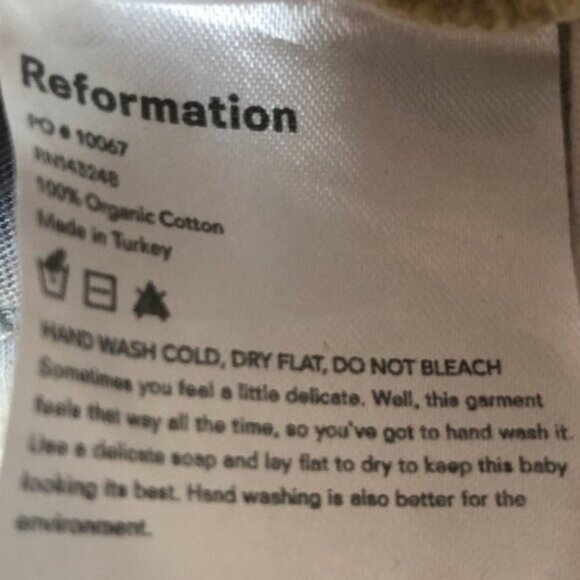 Reformation
PO # 10067
RN143248
100% Organic Cotton
Made in Turkey
HAND WASH COLD, DRY FLAT, DO NOT BLEACH
Sometimes you feel a little delicate. Well, this garment
feels that way all the time, so you've got to hand wash it.
Use a delicate soap and lay flat to dry to keep this baby
looking its best. Hand washing is also better for the
environment.